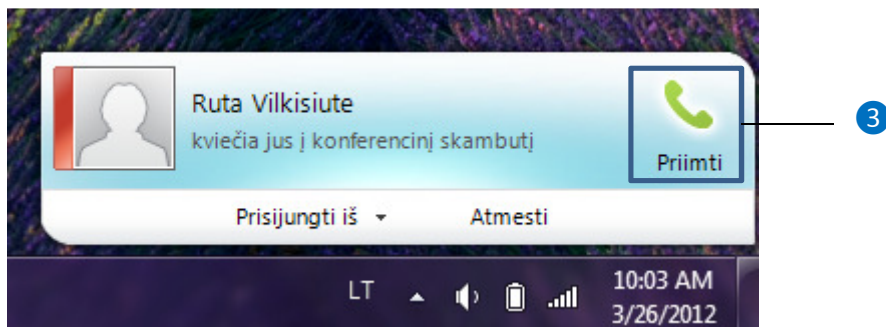 Ruta Vilkisiute
kviečia jus į konferencinį skambutį
Priimti
3
Prisijungti iš
Atmesti
LT
10:03 AM
3/26/2012